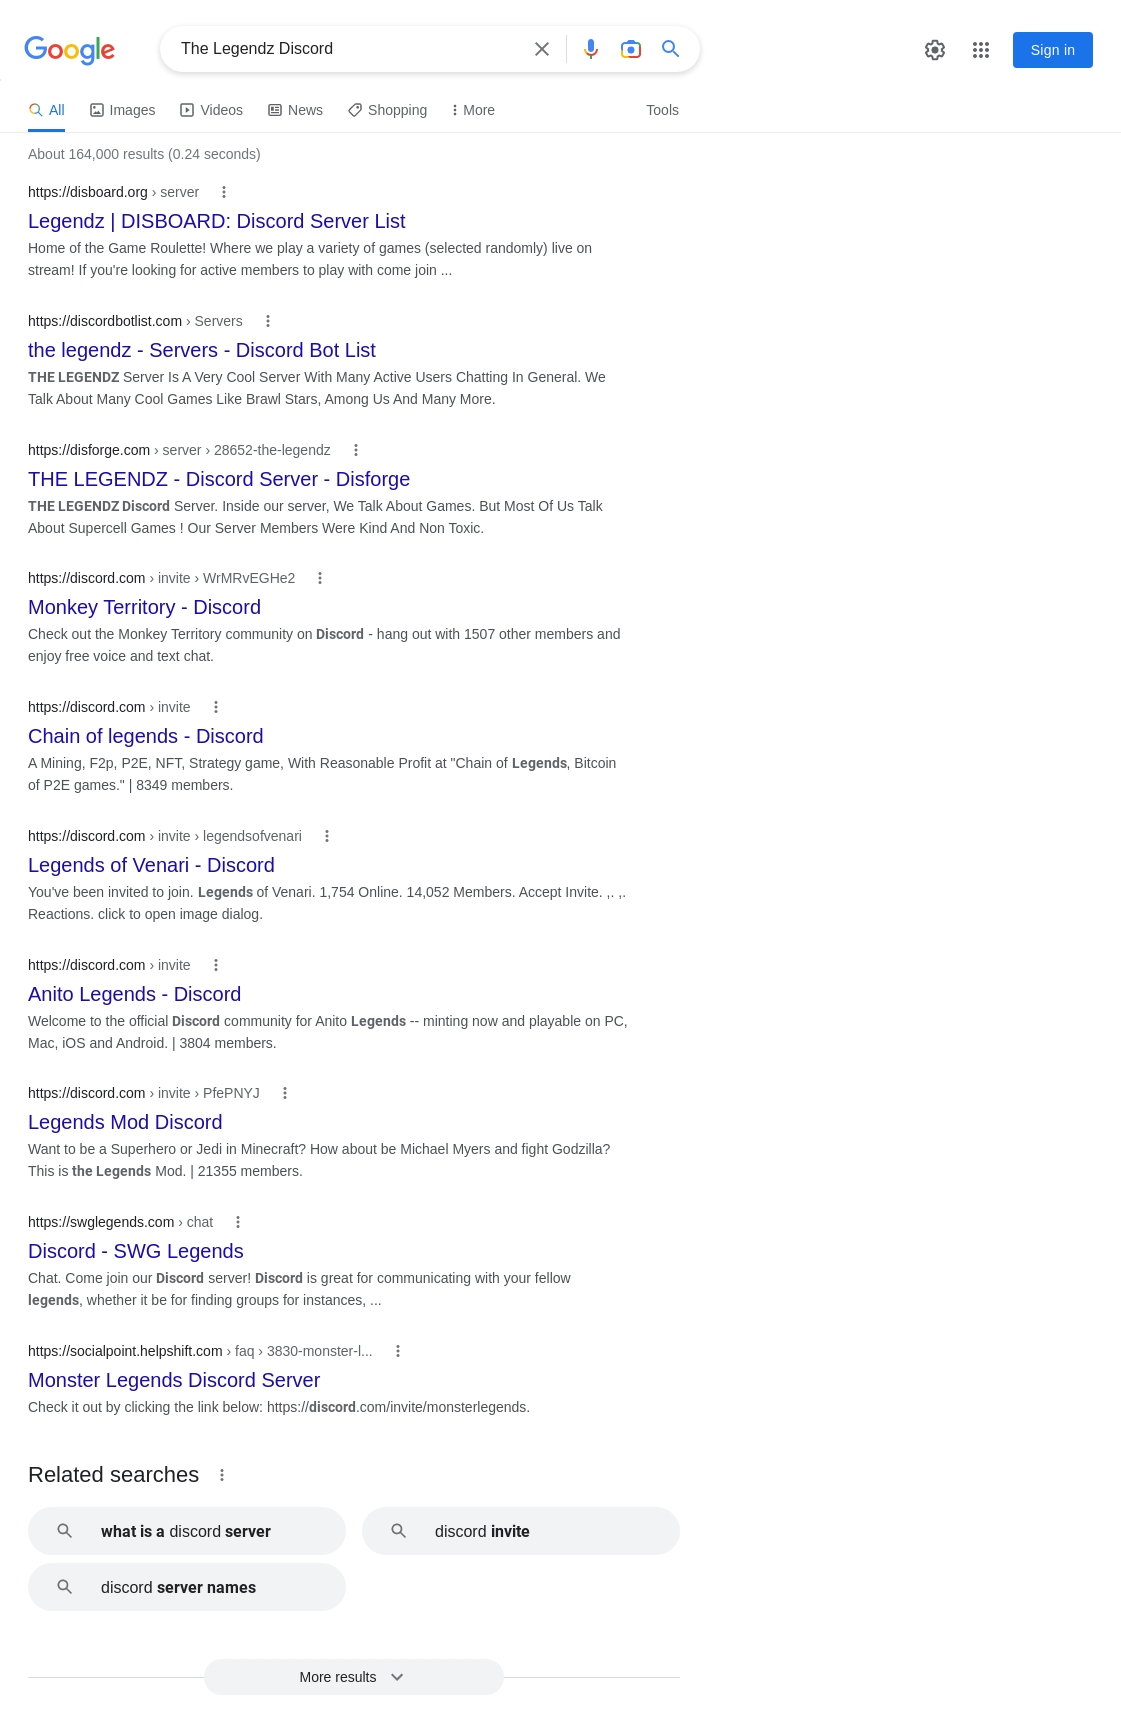 Google
The Legendz Discord
Sign in
All
Images
Videos
News
Shopping
More
Tools
About 164,000 results (0.24 seconds)
https://disboard.org › server
Legendz | DISBOARD: Discord Server List
Home of the Game Roulette! Where we play a variety of games (selected randomly) live on
stream! If you're looking for active members to play with come join ...
https://discordbotlist.com › Servers
the legendz - Servers - Discord Bot List
THE LEGENDZ Server Is A Very Cool Server With Many Active Users Chatting In General. We
Talk About Many Cool Games Like Brawl Stars, Among Us And Many More.
https://disforge.com › server › 28652-the-legendz
THE LEGENDZ - Discord Server - Disforge
THE LEGENDZ Discord Server. Inside our server, We Talk About Games. But Most Of Us Talk
About Supercell Games ! Our Server Members Were Kind And Non Toxic.
https://discord.com › invite › WrMRvEGHe2
Monkey Territory - Discord
Check out the Monkey Territory community on Discord - hang out with 1507 other members and
enjoy free voice and text chat.
https://discord.com › invite
Chain of legends - Discord
A Mining, F2p, P2E, NFT, Strategy game, With Reasonable Profit at "Chain of Legends, Bitcoin
of P2E games." | 8349 members.
https://discord.com › invite › legendsofvenari
Legends of Venari - Discord
You've been invited to join. Legends of Venari. 1,754 Online. 14,052 Members. Accept Invite. ,. ,.
Reactions. click to open image dialog.
https://discord.com › invite
Anito Legends - Discord
Welcome to the official Discord community for Anito Legends -- minting now and playable on PC,
Mac, iOS and Android. | 3804 members.
https://discord.com › invite › PfePNYJ
Legends Mod Discord
Want to be a Superhero or Jedi in Minecraft? How about be Michael Myers and fight Godzilla?
This is the Legends Mod. | 21355 members.
https://swglegends.com › chat
Discord - SWG Legends
Chat. Come join our Discord server! Discord is great for communicating with your fellow
legends, whether it be for finding groups for instances, ...
https://socialpoint.helpshift.com › faq › 3830-monster-l...
Monster Legends Discord Server
Check it out by clicking the link below: https://discord.com/invite/monsterlegends.
Related searches
what is a discord server
discord invite
discord server names
More results